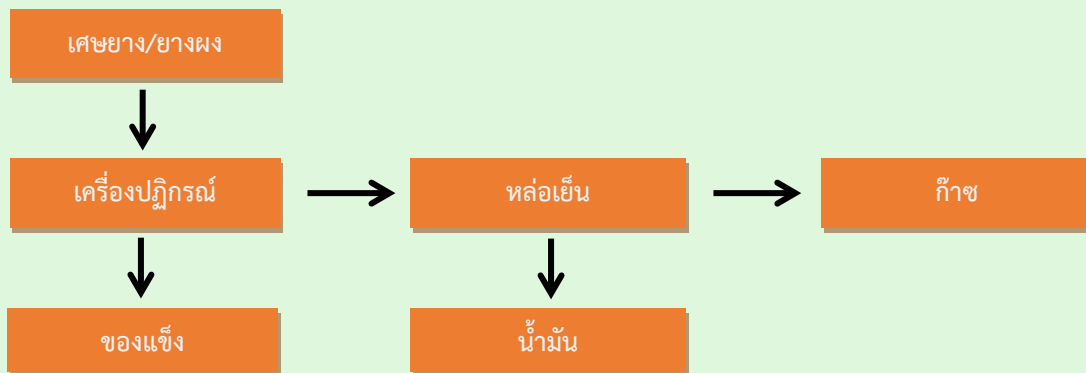 เศษยาง/ยางผง
เครื่องปฏิกรณ์
หล่อเย็น
ก๊าซ
ของแข็ง
น้ำมัน